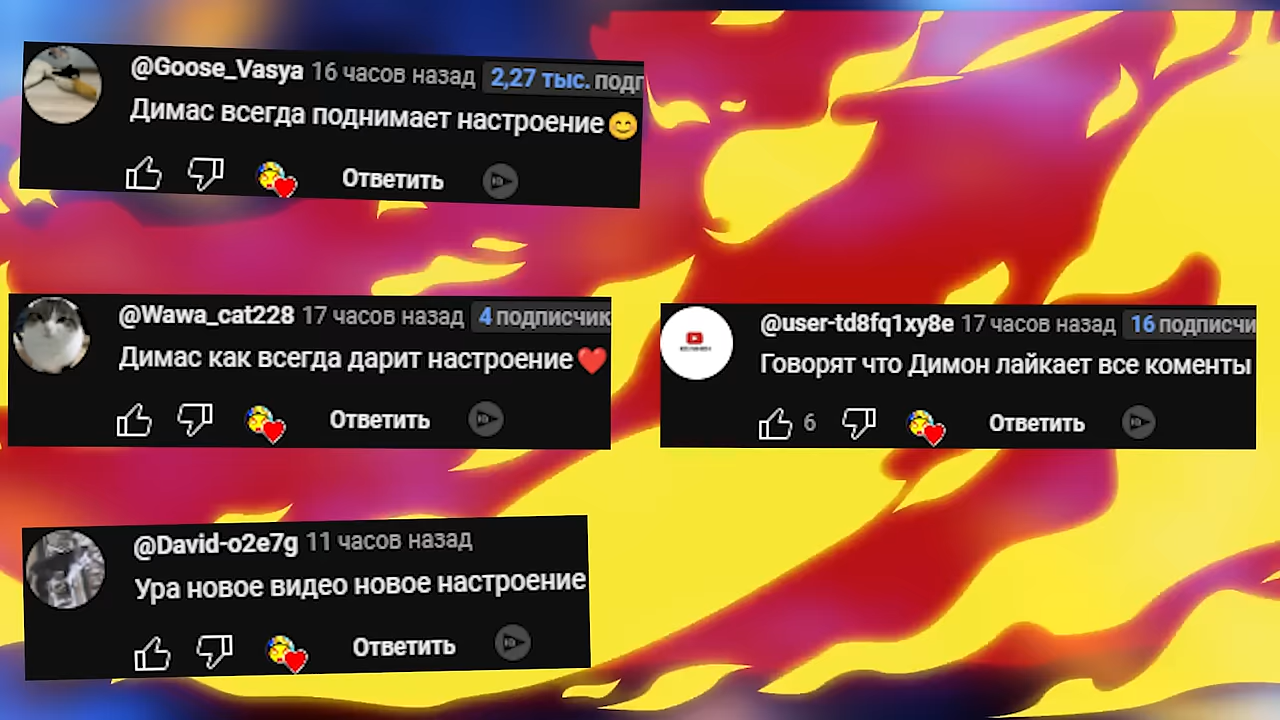 @Goose_Vasya 16 часов назад 2,27 тыс. подп
Димас всегда поднимает настроение😊
Ответить
@Wawa_cat228 17 часов назад 4 подписчик
Димас как всегда дарит настроение❤️
Ответить
@user-td8fq1xy8e 17 часов назад 16 подписчи
Говорят что Димон лайкает все коменты
6 Ответить
@David-o2e7g 11 часов назад
Ура новое видео новое настроение
Ответить